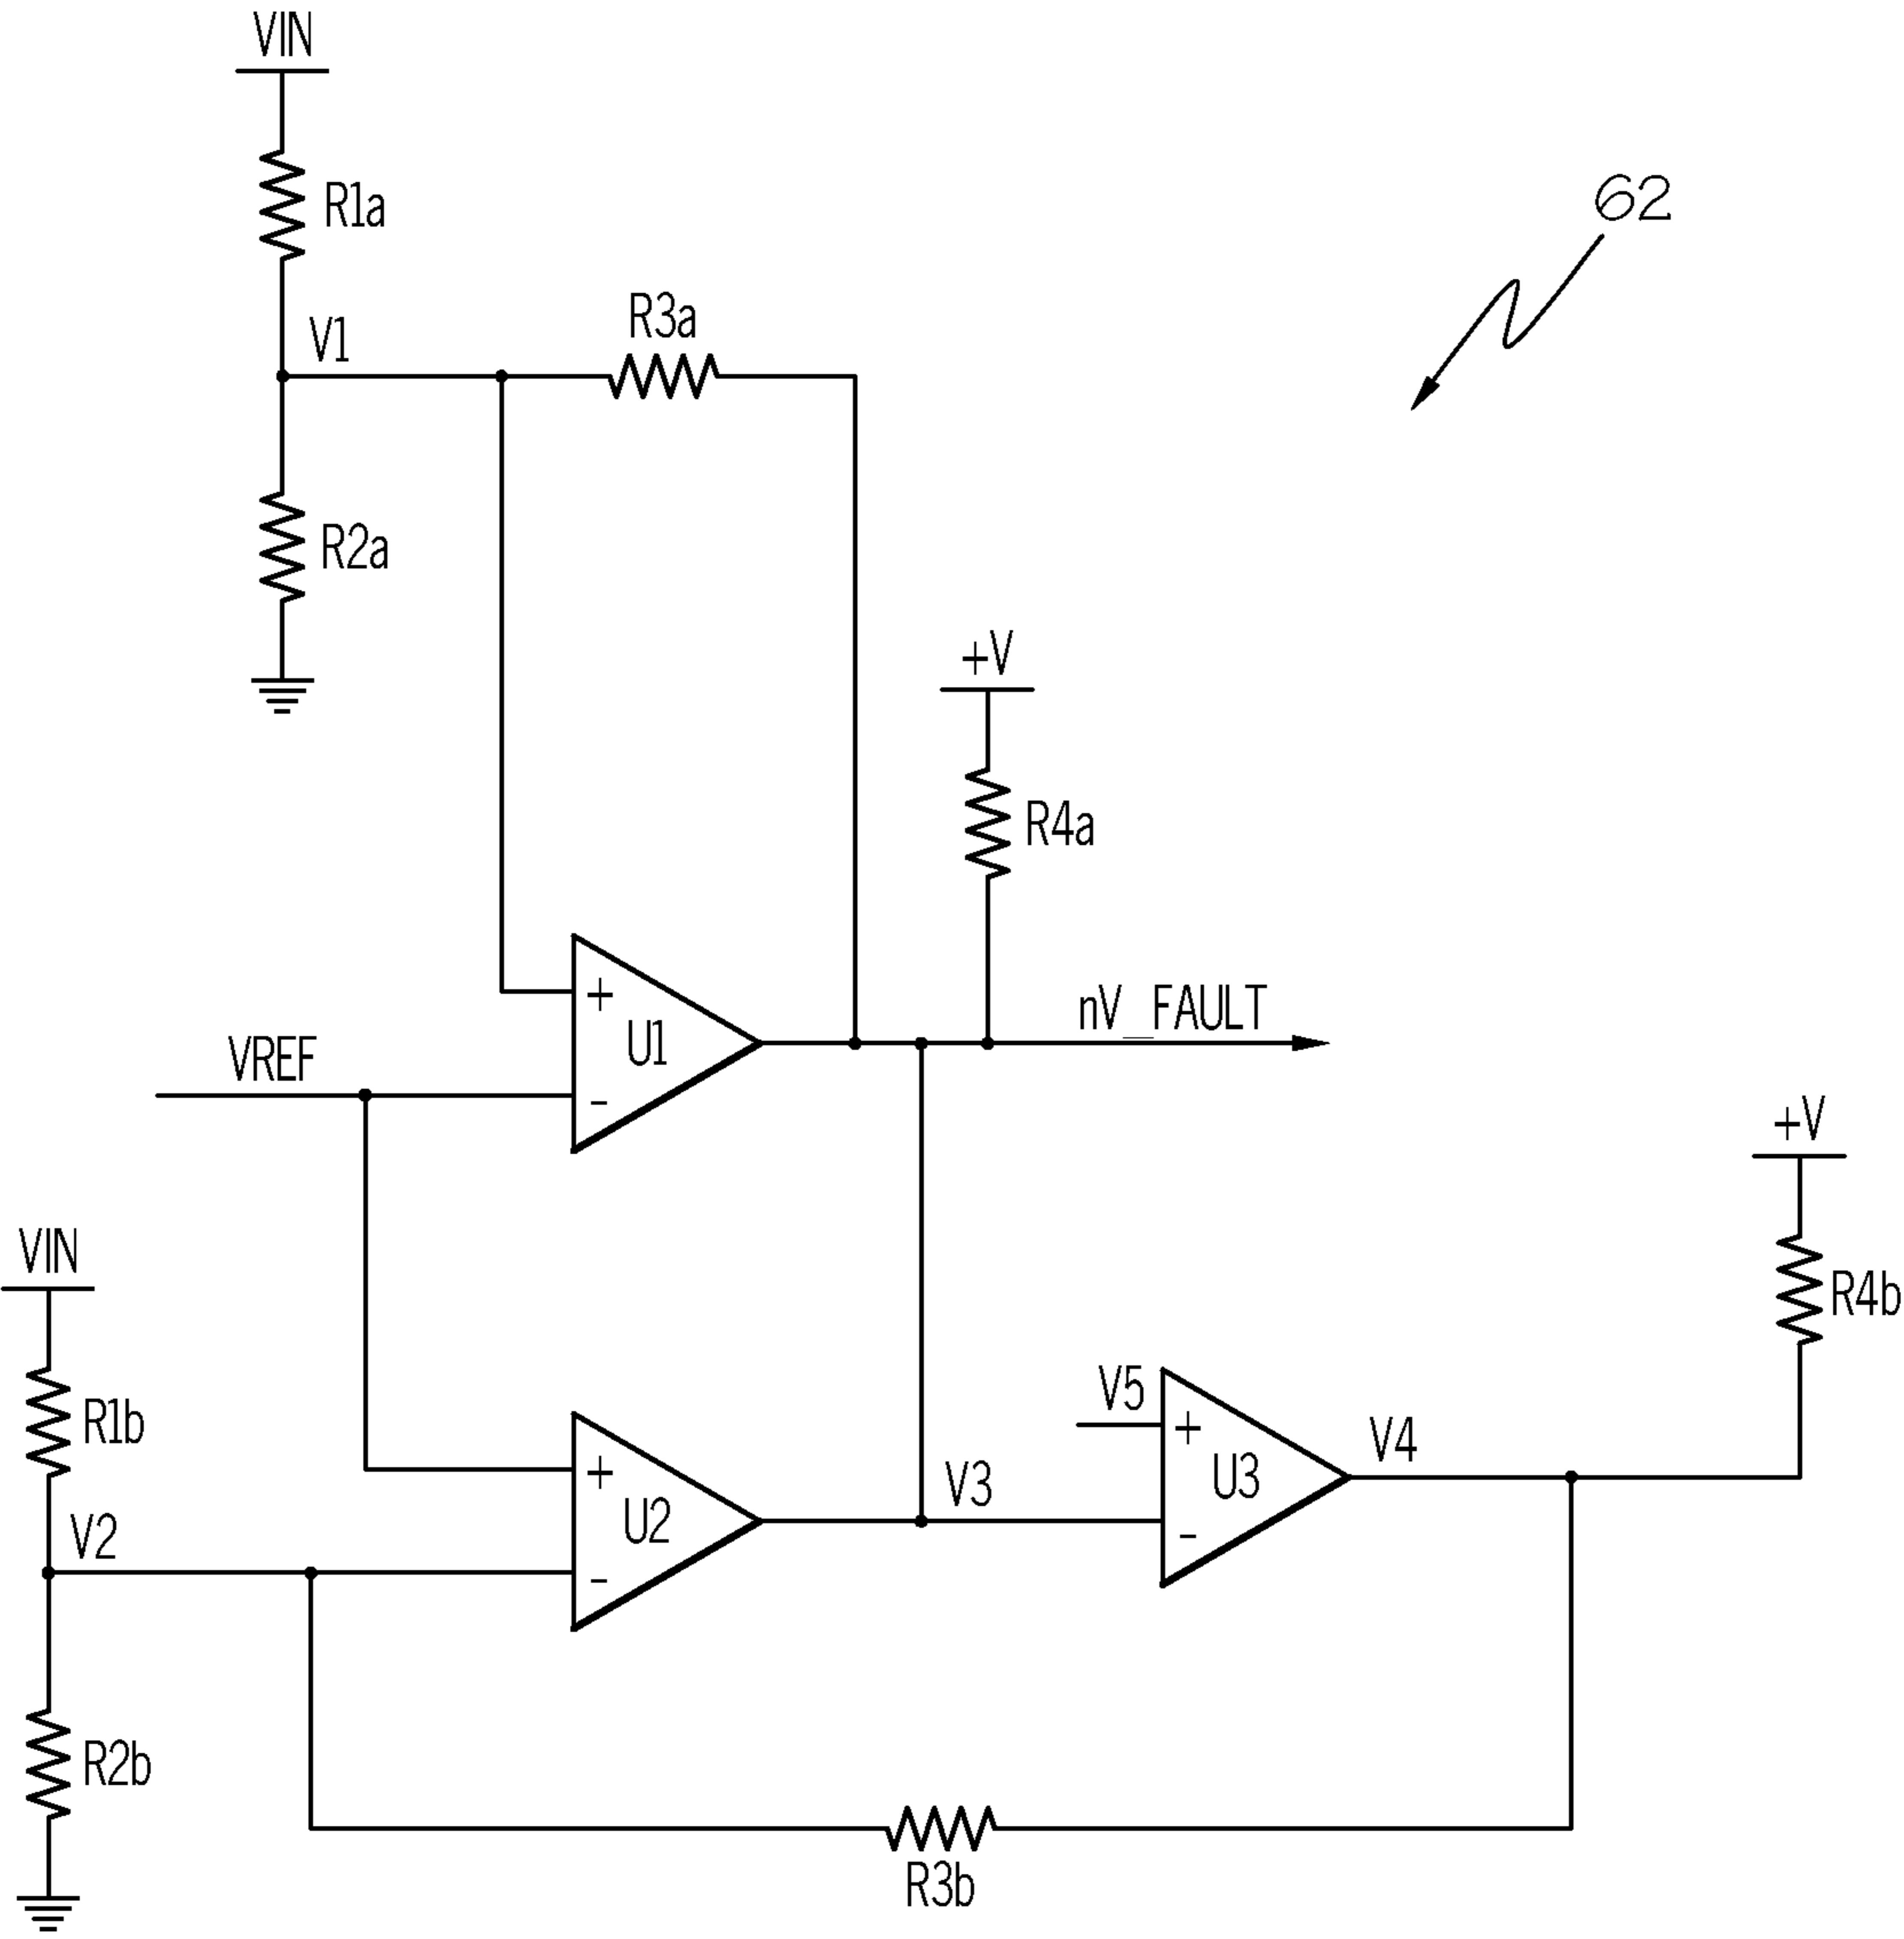 VIN
R1a
62
V1
R3a
R2a
+V
R4a
+
U1
-
nV_FAULT
VREF
+V
VIN
R4b
R1b
V5
+
U3
-
V4
+
U2
-
V3
V2
R2b
R3b